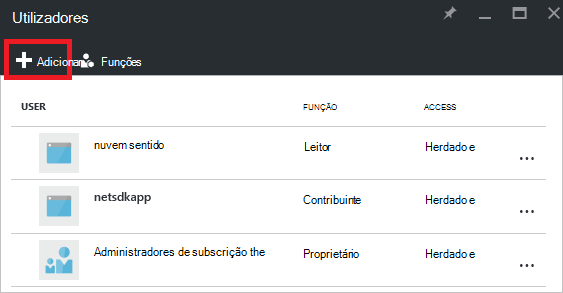 Utilizadores
Adicionar Funções
USER FUNÇÃO ACCESS
nuvem sentido Leitor Herdado e ...
netsdkapp Contribuinte Herdado e ...
Administradores de subscrição the Proprietário Herdado e ...